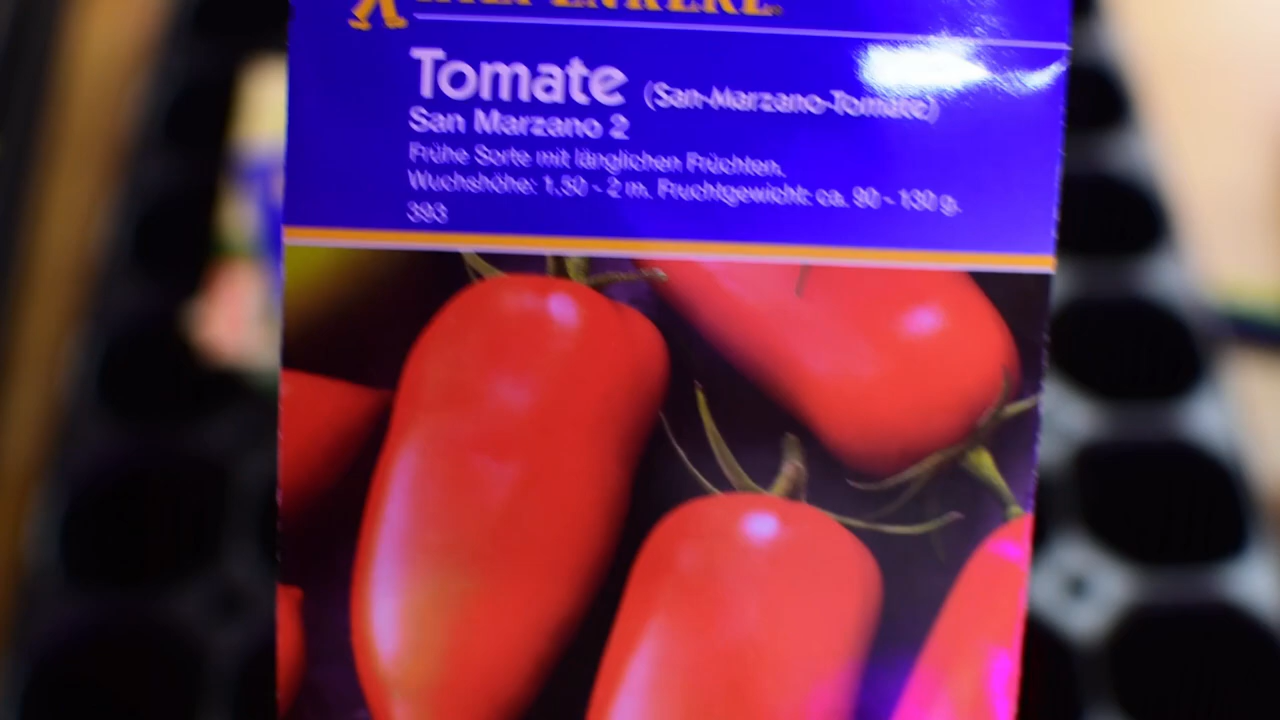 Tomate (San-Marzano-Tomate)
San Marzano 2
Frühe Sorte mit länglichen Früchten.
Wuchshöhe: 1,50 - 2 m. Fruchtgewicht: ca. 90 - 130 g.
393